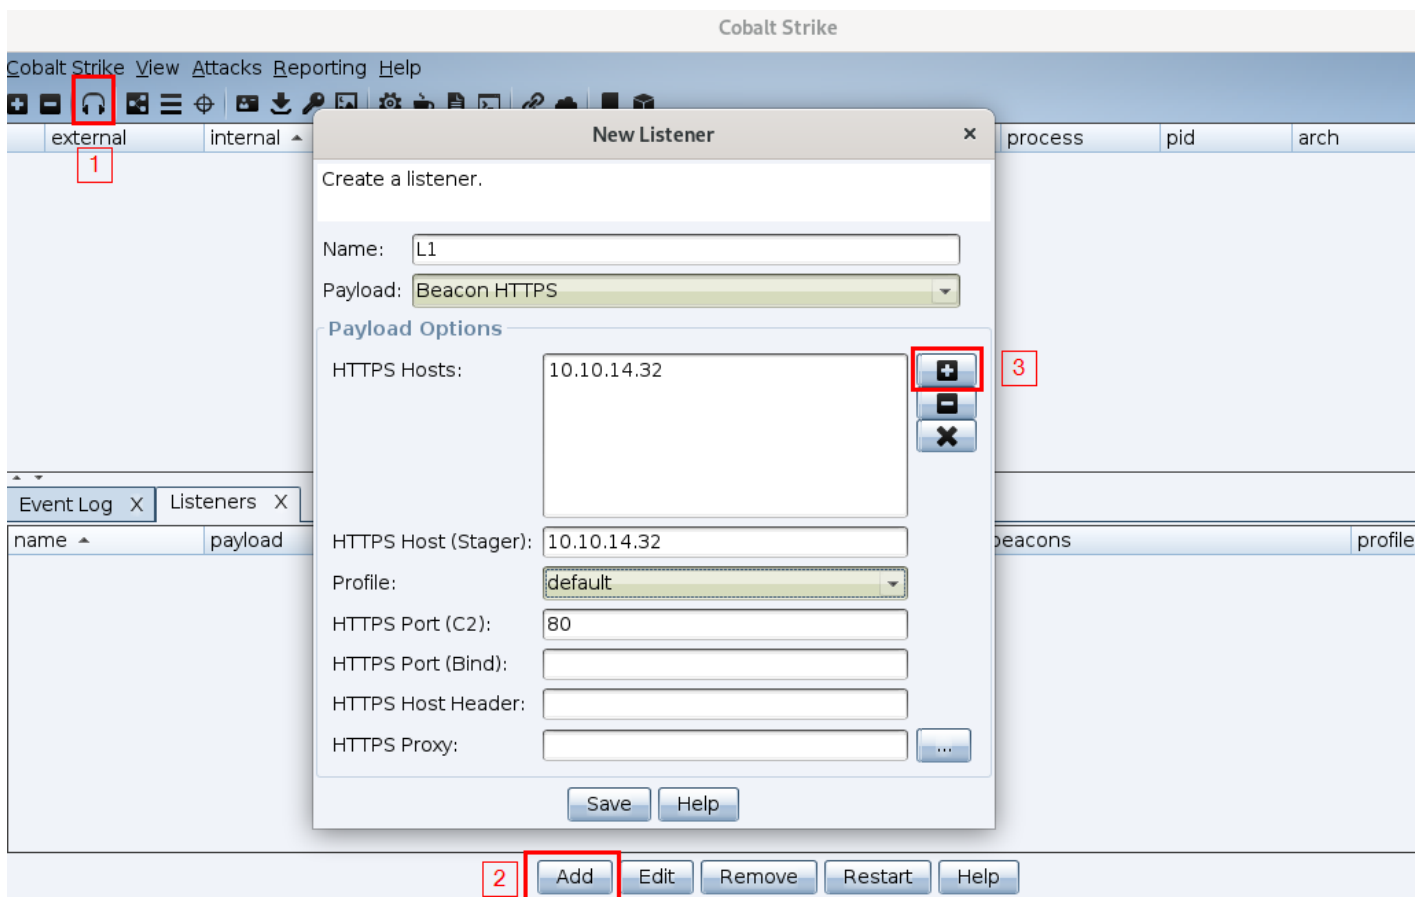 Cobalt Strike
Cobalt Strike View Attacks Reporting Help
external internal process pid arch
1
New Listener
Create a listener.
Name: L1
Payload: Beacon HTTPS
Payload Options
HTTPS Hosts: 10.10.14.32
3
Event Log X Listeners X
name payload beacons profile
HTTPS Host (Stager): 10.10.14.32
Profile: default
HTTPS Port (C2): 80
HTTPS Port (Bind):
HTTPS Host Header:
HTTPS Proxy: ...
Save Help
2 Add Edit Remove Restart Help